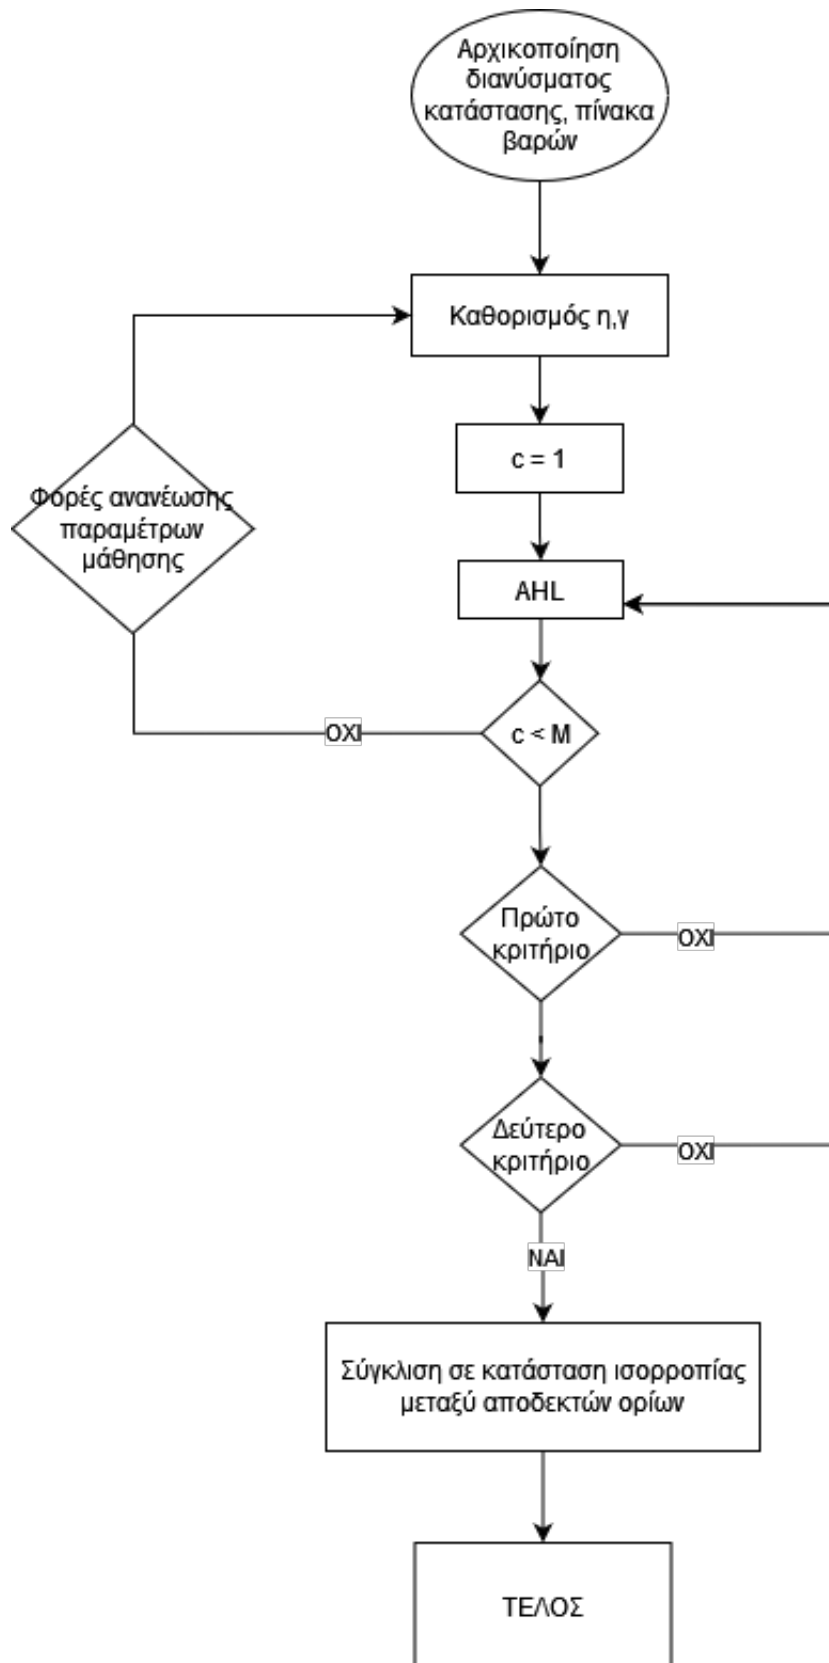 Αρχικοποίηση
διανύσματος
κατάστασης, πίνακα
βαρών
Καθορισμός η,γ
c = 1
Φορές ανανέωσης
παραμέτρων
μάθησης
AHL
c < M
ΟΧΙ
Πρώτο
κριτήριο
ΟΧΙ
Δεύτερο
κριτήριο
ΟΧΙ
ΝΑΙ
Σύγκλιση σε κατάσταση ισορροπίας
μεταξύ αποδεκτών ορίων
ΤΕΛΟΣ